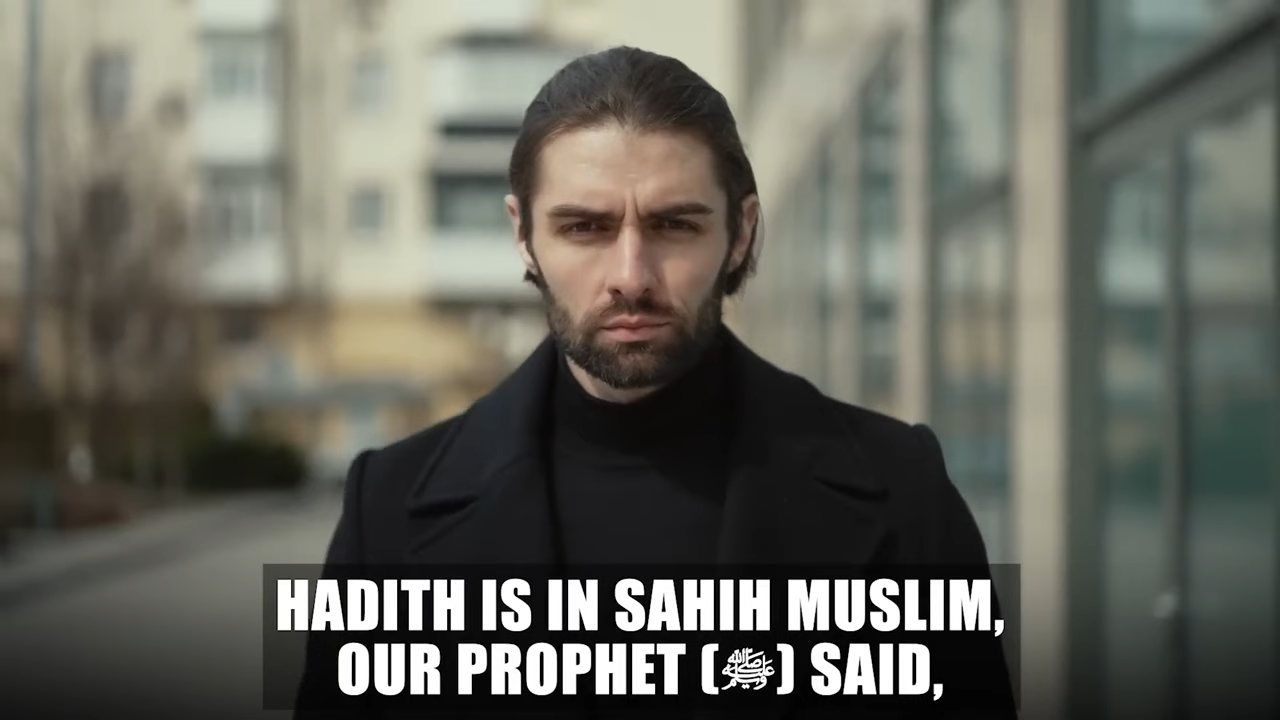 HADITH IS IN SAHIH MUSLIM,
OUR PROPHET (ﷺ) SAID,